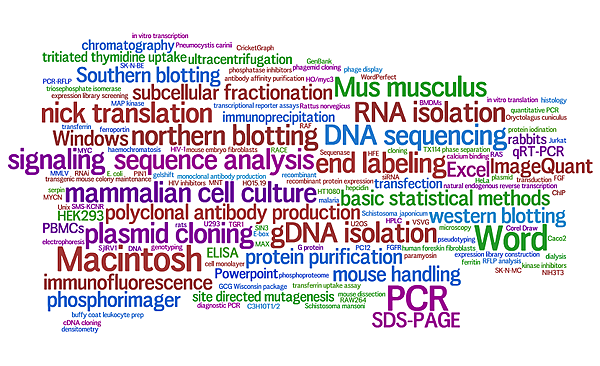 in vitro transcription
chromatography Pneumocystis carinii CricketGraph
tritiated thymidine uptake ultracentrifugation GenBank
SK-N-BE phosphatase inhibitors phagemid cloning phage display
Southern blotting antibody affinity purification HO/myc3 WordPerfect
PCR-RFLP subcellular fractionation Mus musculus
triosephosphate isomerase
expression library screening BMDMs in vitro translation histology
MAP kinase transcriptional reporter assays Rattus norvegicus quantitative PCR
nick translation immunoprecipitation RNA isolation Oryctolagus cuniculus
transferrin ferroportin RAF protein iodination
Windows northern blotting DNA sequencing rabbits Jurkat
MYC haemochromatosis HIV-1 mouse embryo fibroblasts RACE Sequenase HFE cloning TX114 phase separation qRT-PCR
signaling sequence analysis end labeling calcium binding RAS ImageQuant
MMLV RNAi E. coli PIN1 gelshift monoclonal antibody production recombinant siRNA Excel plasmid transduction FGF ChIP
transgenic mouse colony maintenance HIV inhibitors MNT HO15.19 transfection HeLa natural endogenous reverse transcription
serpin mammalian cell culture hepcidin basic statistical methods
MYCN malaria
Unix SMS-KCNR polyclonal antibody production Schistosoma japonicum western blotting
HEK293 rats U293 TGR1 SIN3 U2OS HPLC VSVG microscopy Corel Draw
PBMCs plasmid cloning E-box gDNA isolation pseudotyping Word Caco2
electrophoresis MAX
SjIRV1 DNA genotyping G protein PC12 FGFR human foreskin fibroblasts dialysis
Macintosh ELISA HT1080 protein purification paramyosin expression library construction
cell monolayer ferritin RFLP analysis kinase inhibitors
Powerpoint phosphoproteome mouse handling SK-N-MC NIH3T3
immunofluorescence GCG Wisconsin package transferrin uptake assay
recombinant protein expression
phosphorimager site directed mutagenesis mouse dissection PCR
RAW264
diagnostic PCR C3H10T1/2 Schistosoma mansoni
buffy coat leukocyte prep SDS-PAGE
cDNA cloning
densitometry